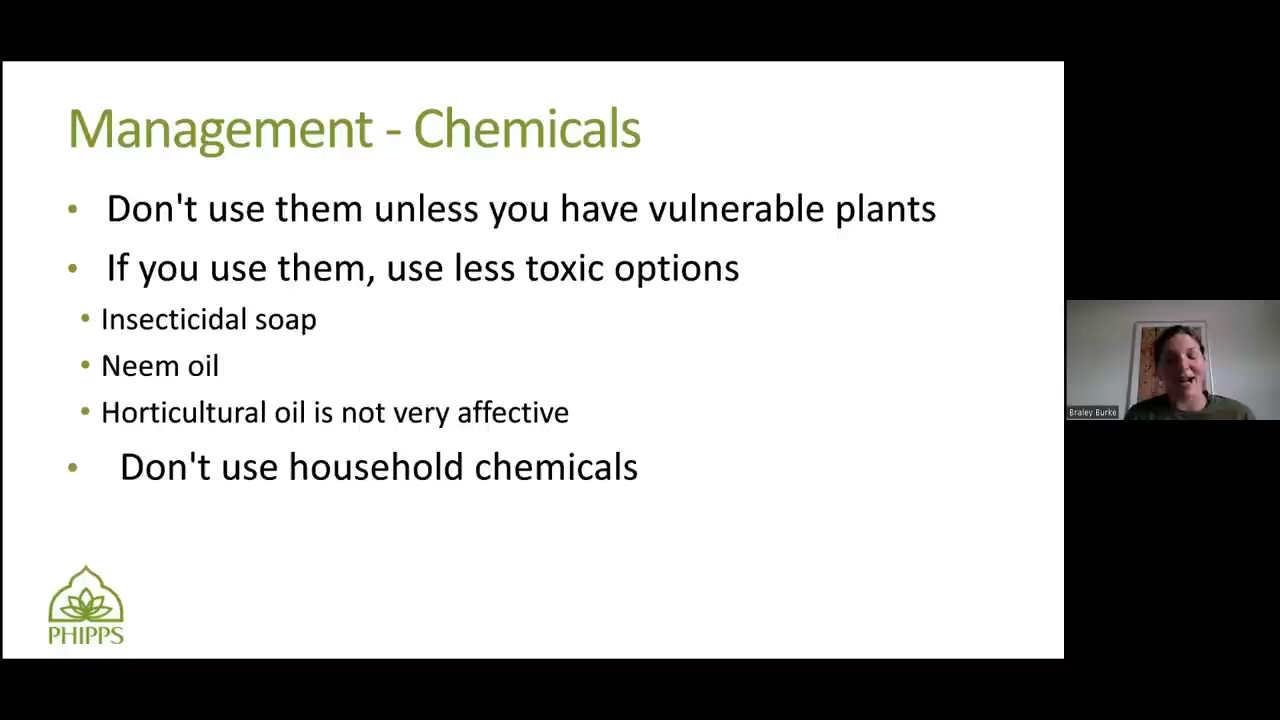 Management - Chemicals
• Don't use them unless you have vulnerable plants
• If you use them, use less toxic options
• Insecticidal soap
• Neem oil
• Horticultural oil is not very affective
• Don't use household chemicals
PHIPPS
Braley Burke